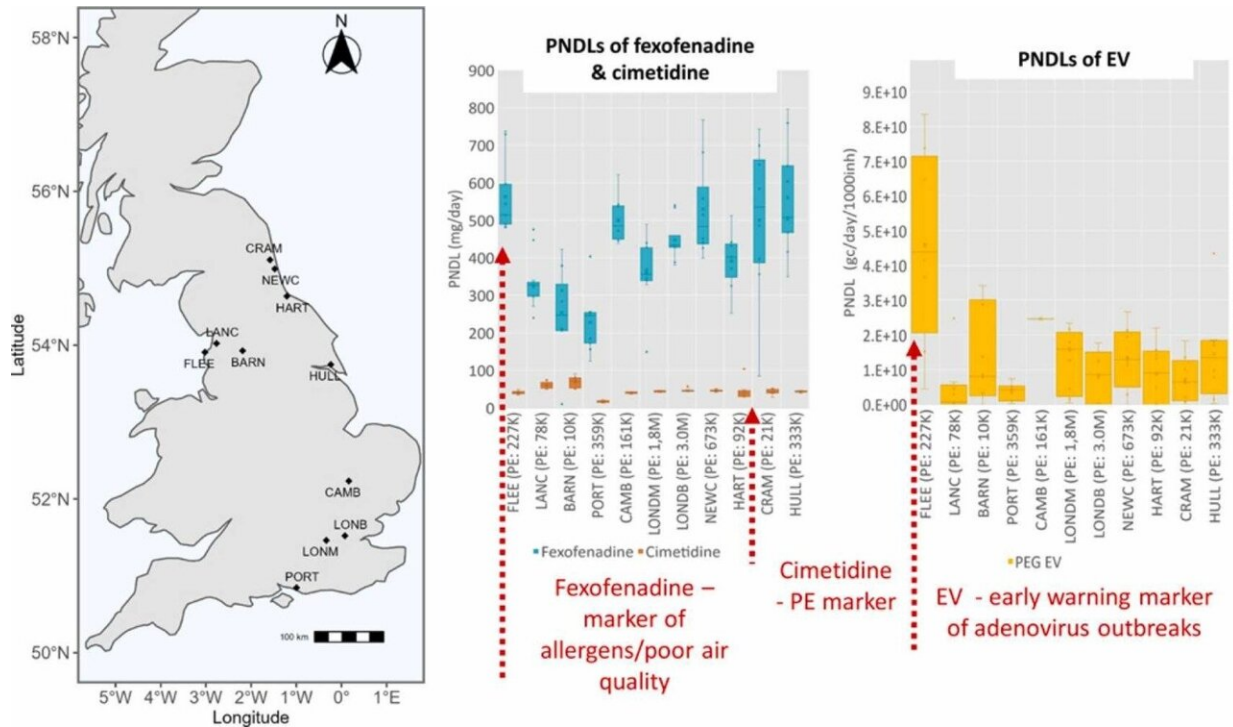 58°N
56°N
54°N
52°N
50°N
Latitude
N
CRAM
NEWC
HART
LANC
FLEE
BARN
HULL
CAMB
LONB
LONM
PORT
100 km
5°W
4°W
3°W
2°W
1°W
0°
1°E
Longitude
PNDLs of fexofenadine
& cimetidine
PNDL (mg/day)
900
800
700
600
500
400
300
200
100
0
FLEE (PE: 227K)
LANC (PE: 78K)
BARN (PE: 10K)
PORT (PE: 359K)
CAMB (PE: 161K)
LONDM (PE: 1,8M)
LONDB (PE: 3.0M)
NEWC (PE: 673K)
HART (PE: 92K)
CRAM (PE: 21K)
HULL (PE: 333K)
Fexofenadine
Cimetidine
Fexofenadine –
marker of
allergens/poor air
quality
Cimetidine
- PE marker
PNDLs of EV
PNDL (gc/day/1000inh)
9.E+10
8.E+10
7.E+10
6.E+10
5.E+10
4.E+10
3.E+10
2.E+10
1.E+10
0.E+00
FLEE (PE: 227K)
LANC (PE: 78K)
BARN (PE: 10K)
PORT (PE: 359K)
CAMB (PE: 161K)
LONDM (PE: 1,8M)
LONDB (PE: 3.0M)
NEWC (PE: 673K)
HART (PE: 92K)
CRAM (PE: 21K)
HULL (PE: 333K)
PEG EV
EV - early warning marker
of adenovirus outbreaks